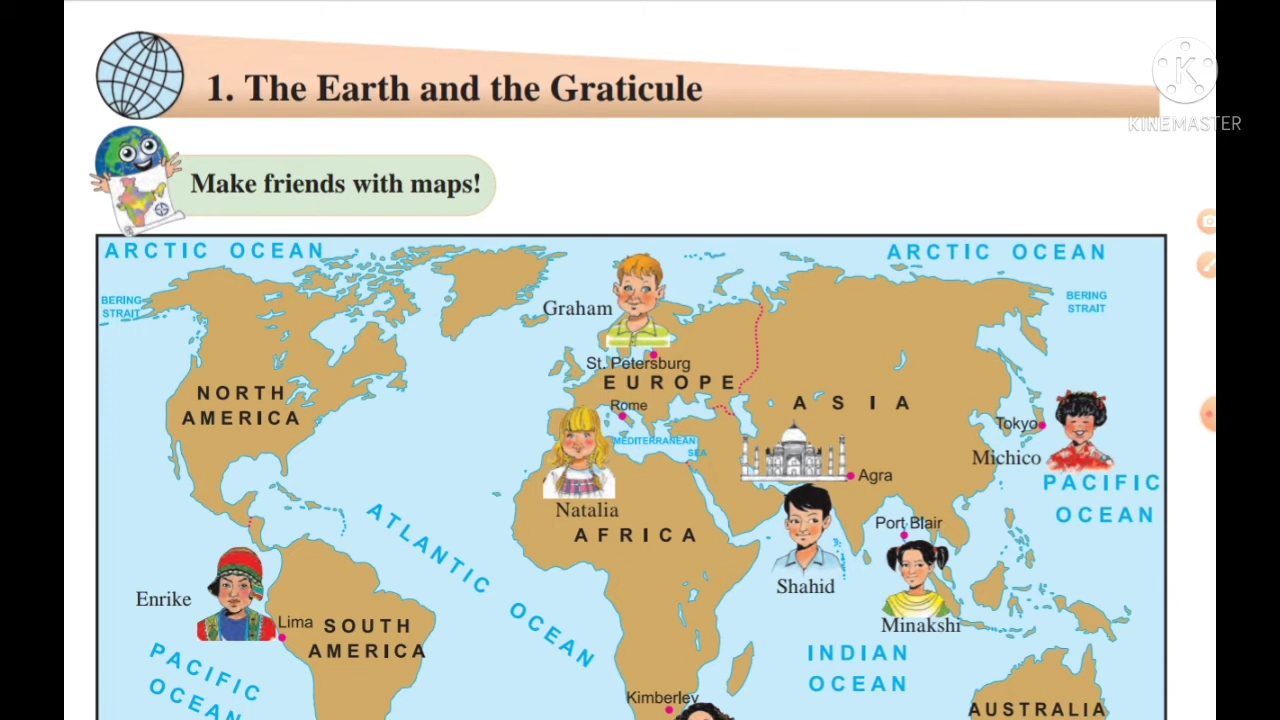 1. The Earth and the Graticule
KINEMASTER
Make friends with maps!
ARCTIC OCEAN
ARCTIC OCEAN
BERING
STRAIT
BERING
STRAIT
Graham
St. Petersburg
EUROPE
NORTH
AMERICA
ASIA
Rome
Tokyo
MEDITERRANEAN
SEA
Michico
Agra
PACIFIC
OCEAN
Natalia
ATLANTIC OCEAN
AFRICA
Port Blair
Shahid
Enrike
Minakshi
Lima
SOUTH
AMERICA
PACIFIC
OCEAN
INDIAN
OCEAN
Kimberley
AUSTRALIA